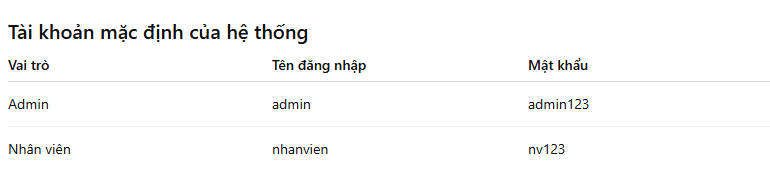 Tài khoản mặc định của hệ thống
Vai trò Tên đăng nhập Mật khẩu
Admin admin admin123
Nhân viên nhanvien nv123